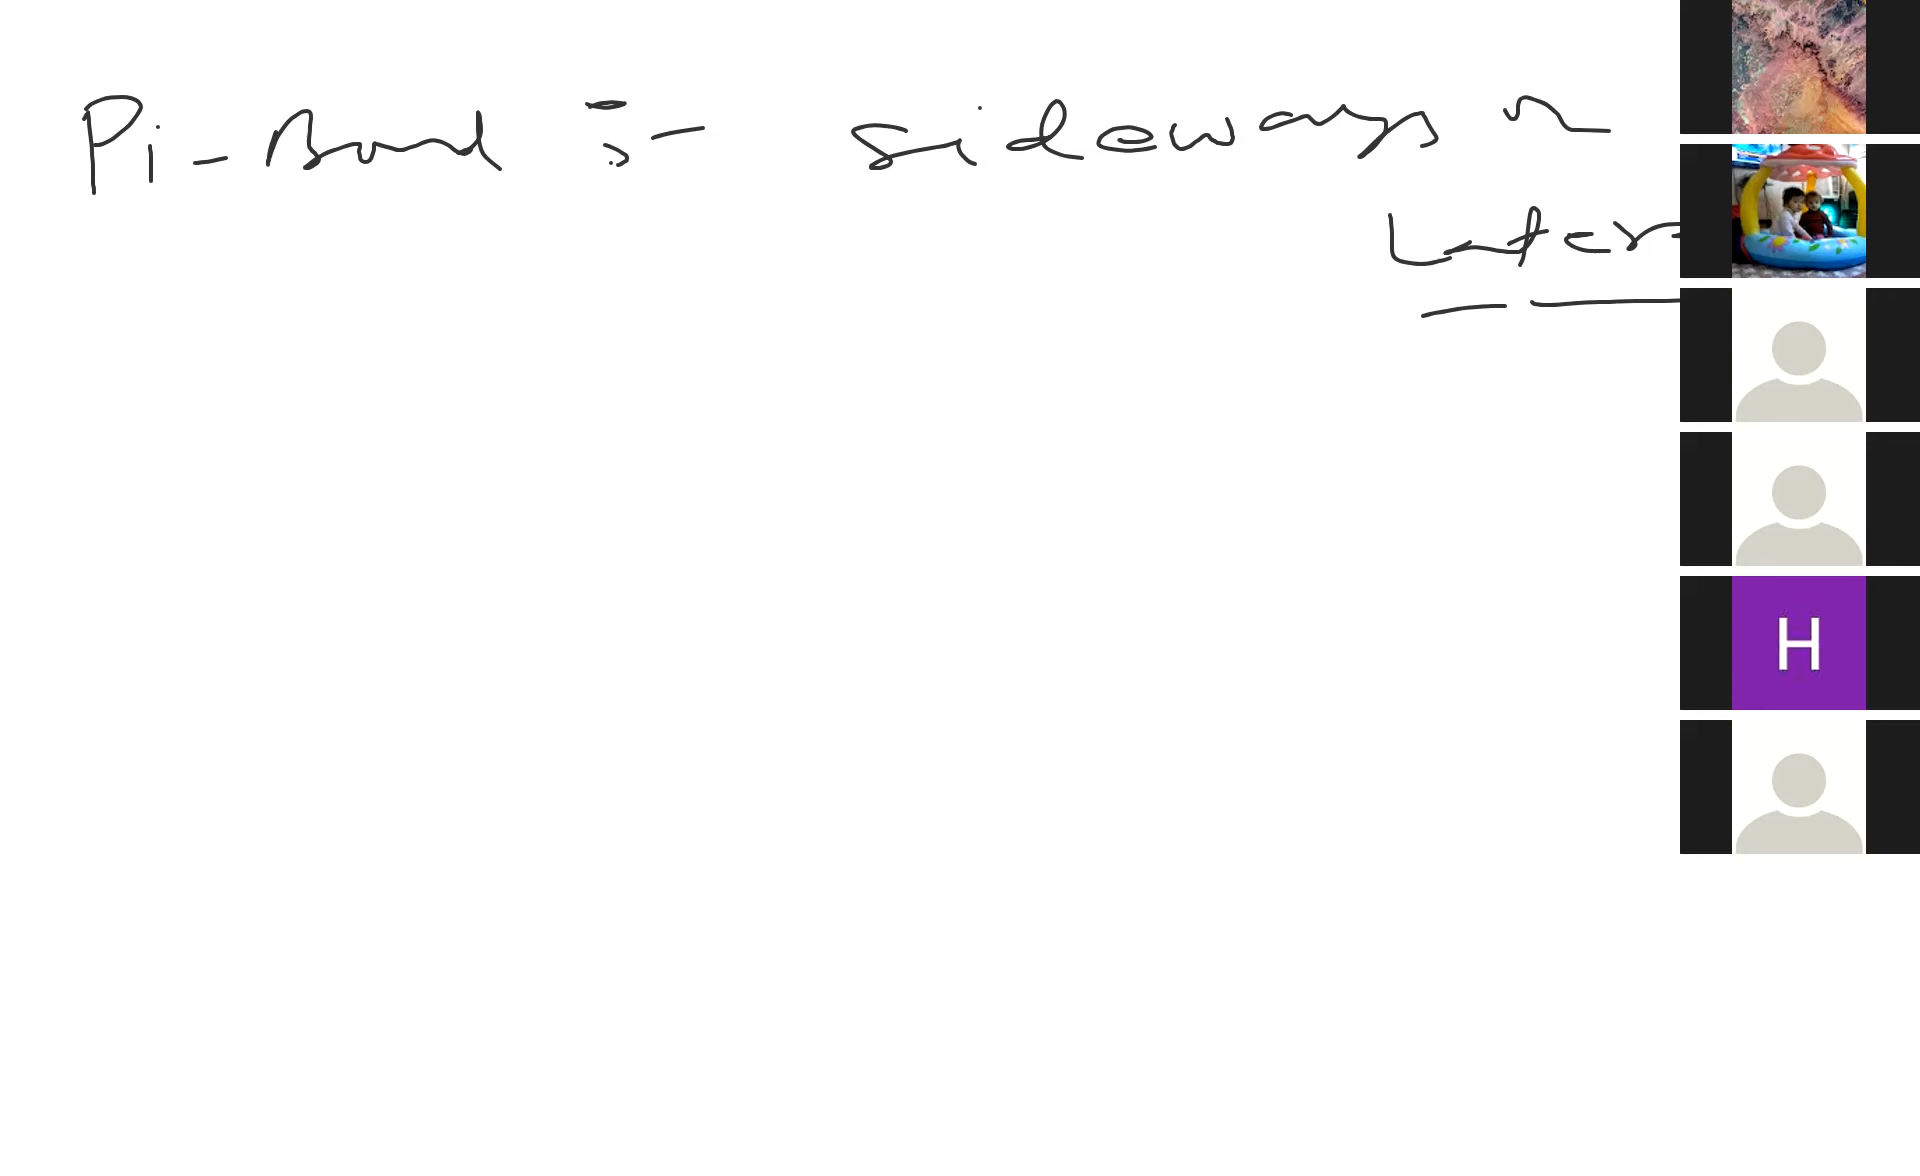 Pi-Bond :- sideways or
Later
H